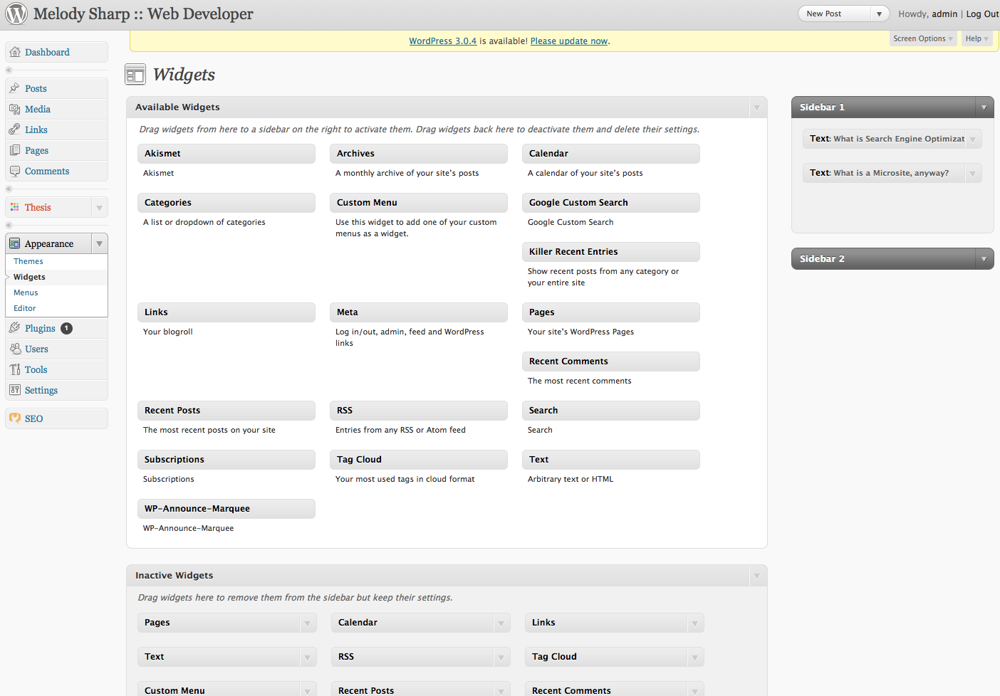 Melody Sharp :: Web Developer
New Post
Howdy, admin | Log Out
WordPress 3.0.4 is available! Please update now.
Screen Options
Help
Dashboard
Posts
Media
Links
Pages
Comments
Thesis
Appearance
Themes
Widgets
Menus
Editor
Plugins 1
Users
Tools
Settings
SEO
Widgets
Available Widgets
Drag widgets from here to a sidebar on the right to activate them. Drag widgets back here to deactivate them and delete their settings.
Akismet
Akismet
Archives
A monthly archive of your site's posts
Calendar
A calendar of your site's posts
Categories
A list or dropdown of categories
Custom Menu
Use this widget to add one of your custom
menus as a widget.
Google Custom Search
Google Custom Search
Killer Recent Entries
Show recent posts from any category or
your entire site
Links
Your blogroll
Meta
Log in/out, admin, feed and WordPress
links
Pages
Your site's WordPress Pages
Recent Comments
The most recent comments
Recent Posts
The most recent posts on your site
RSS
Entries from any RSS or Atom feed
Search
Search
Subscriptions
Subscriptions
Tag Cloud
Your most used tags in cloud format
Text
Arbitrary text or HTML
WP-Announce-Marquee
WP-Announce-Marquee
Inactive Widgets
Drag widgets here to remove them from the sidebar but keep their settings.
Pages
Calendar
Links
Text
RSS
Tag Cloud
Custom Menu
Recent Posts
Recent Comments
Sidebar 1
Text: What is Search Engine Optimizat
Text: What is a Microsite, anyway?
Sidebar 2